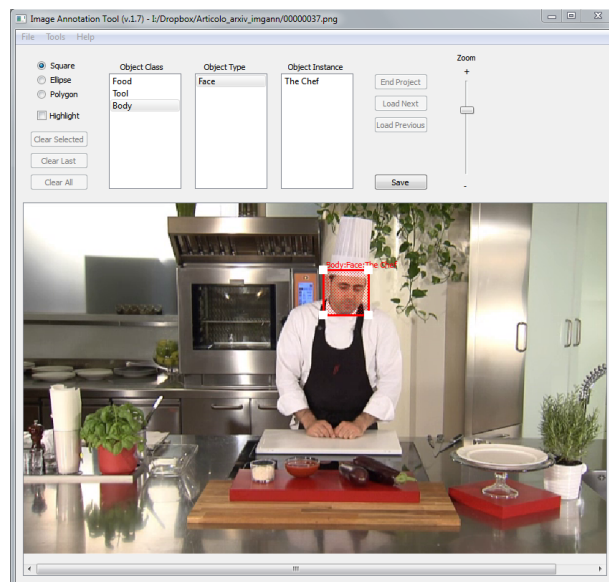 Image Annotation Tool (v.1.7) - I:/Dropbox/Articolo_arxiv_imgann/00000037.png
File Tools Help
Square
Ellipse
Polygon
Highlight
Clear Selected
Clear Last
Clear All
Object Class
Food
Tool
Body
Object Type
Face
Object Instance
The Chef
End Project
Load Next
Load Previous
Save
Zoom
+
-
Body:Face:The Chef